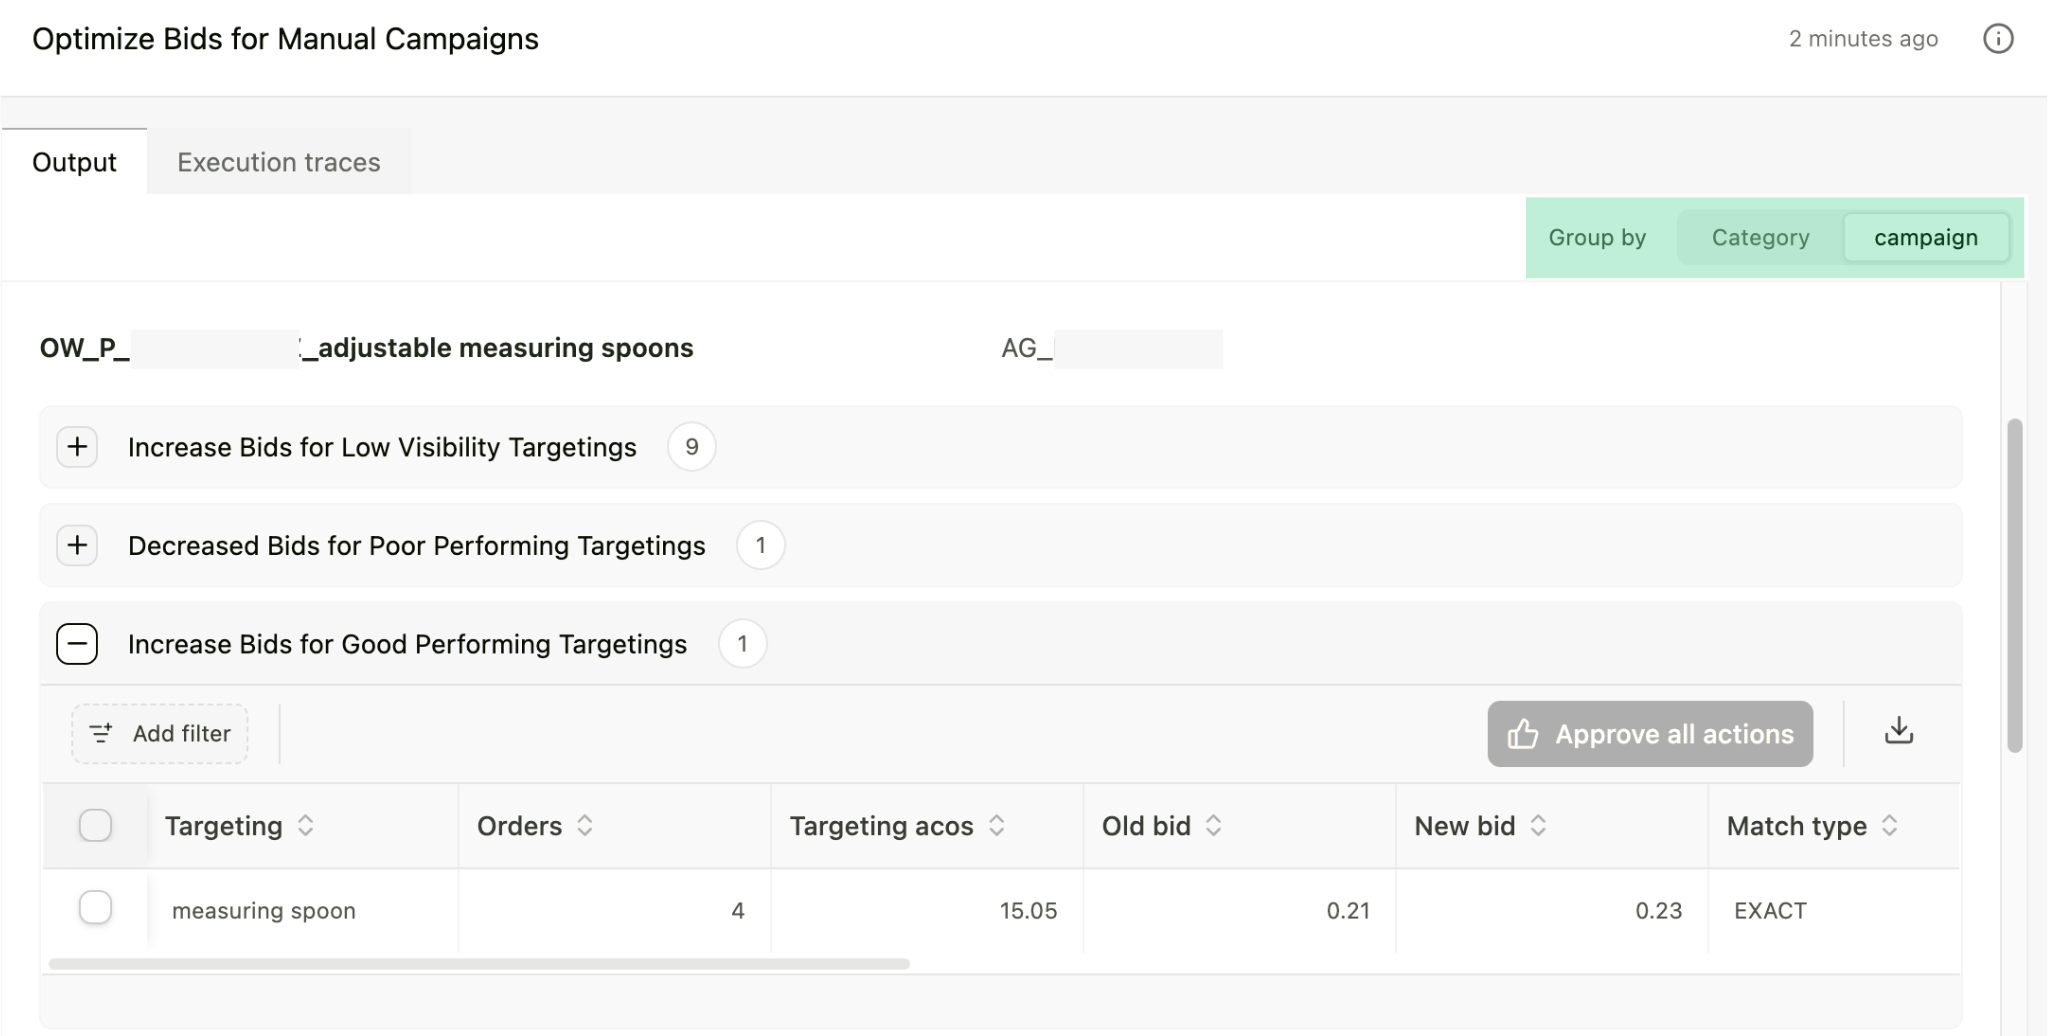 Optimize Bids for Manual Campaigns 2 minutes ago
Output Execution traces
Group by Category campaign
OW_P_ _adjustable measuring spoons AG_
Increase Bids for Low Visibility Targetings 9
Decreased Bids for Poor Performing Targetings 1
Increase Bids for Good Performing Targetings 1
Add filter Approve all actions
Targeting Orders Targeting acos Old bid New bid Match type
measuring spoon 4 15.05 0.21 0.23 EXACT